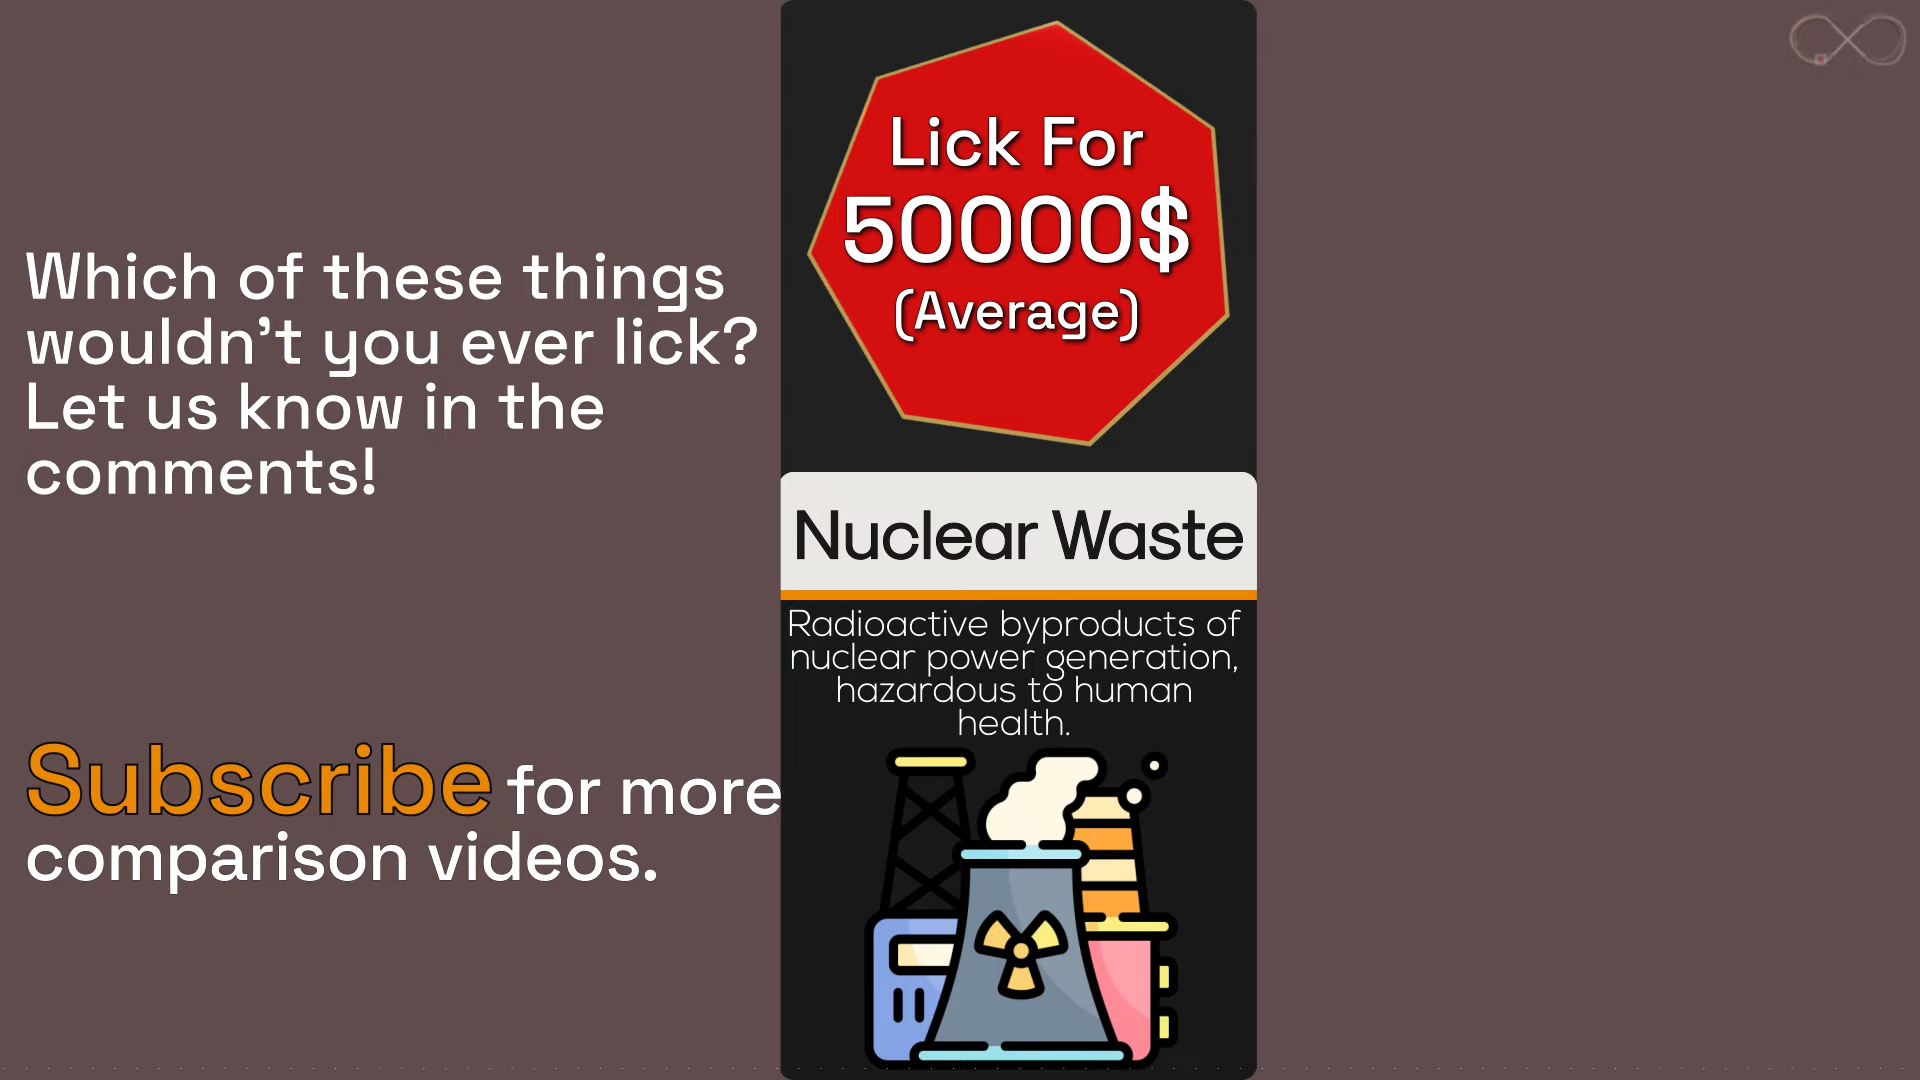 Which of these things
wouldn't you ever lick?
Let us know in the
comments!
Subscribe for more
comparison videos.
Lick For
50000$
(Average)
Nuclear Waste
Radioactive byproducts of
nuclear power generation,
hazardous to human
health.